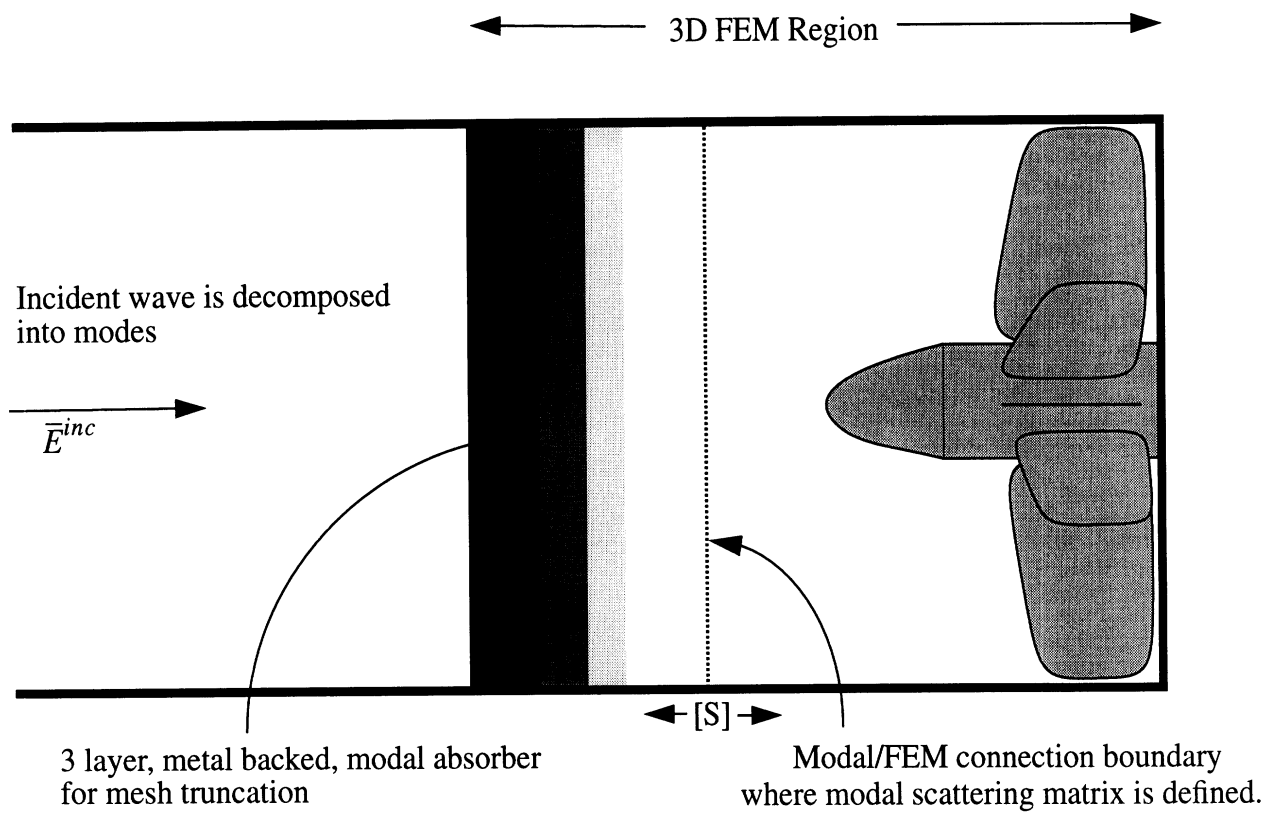 3D FEM Region
Incident wave is decomposed
into modes
E̅^inc
[S]
3 layer, metal backed, modal absorber
for mesh truncation
Modal/FEM connection boundary
where modal scattering matrix is defined.